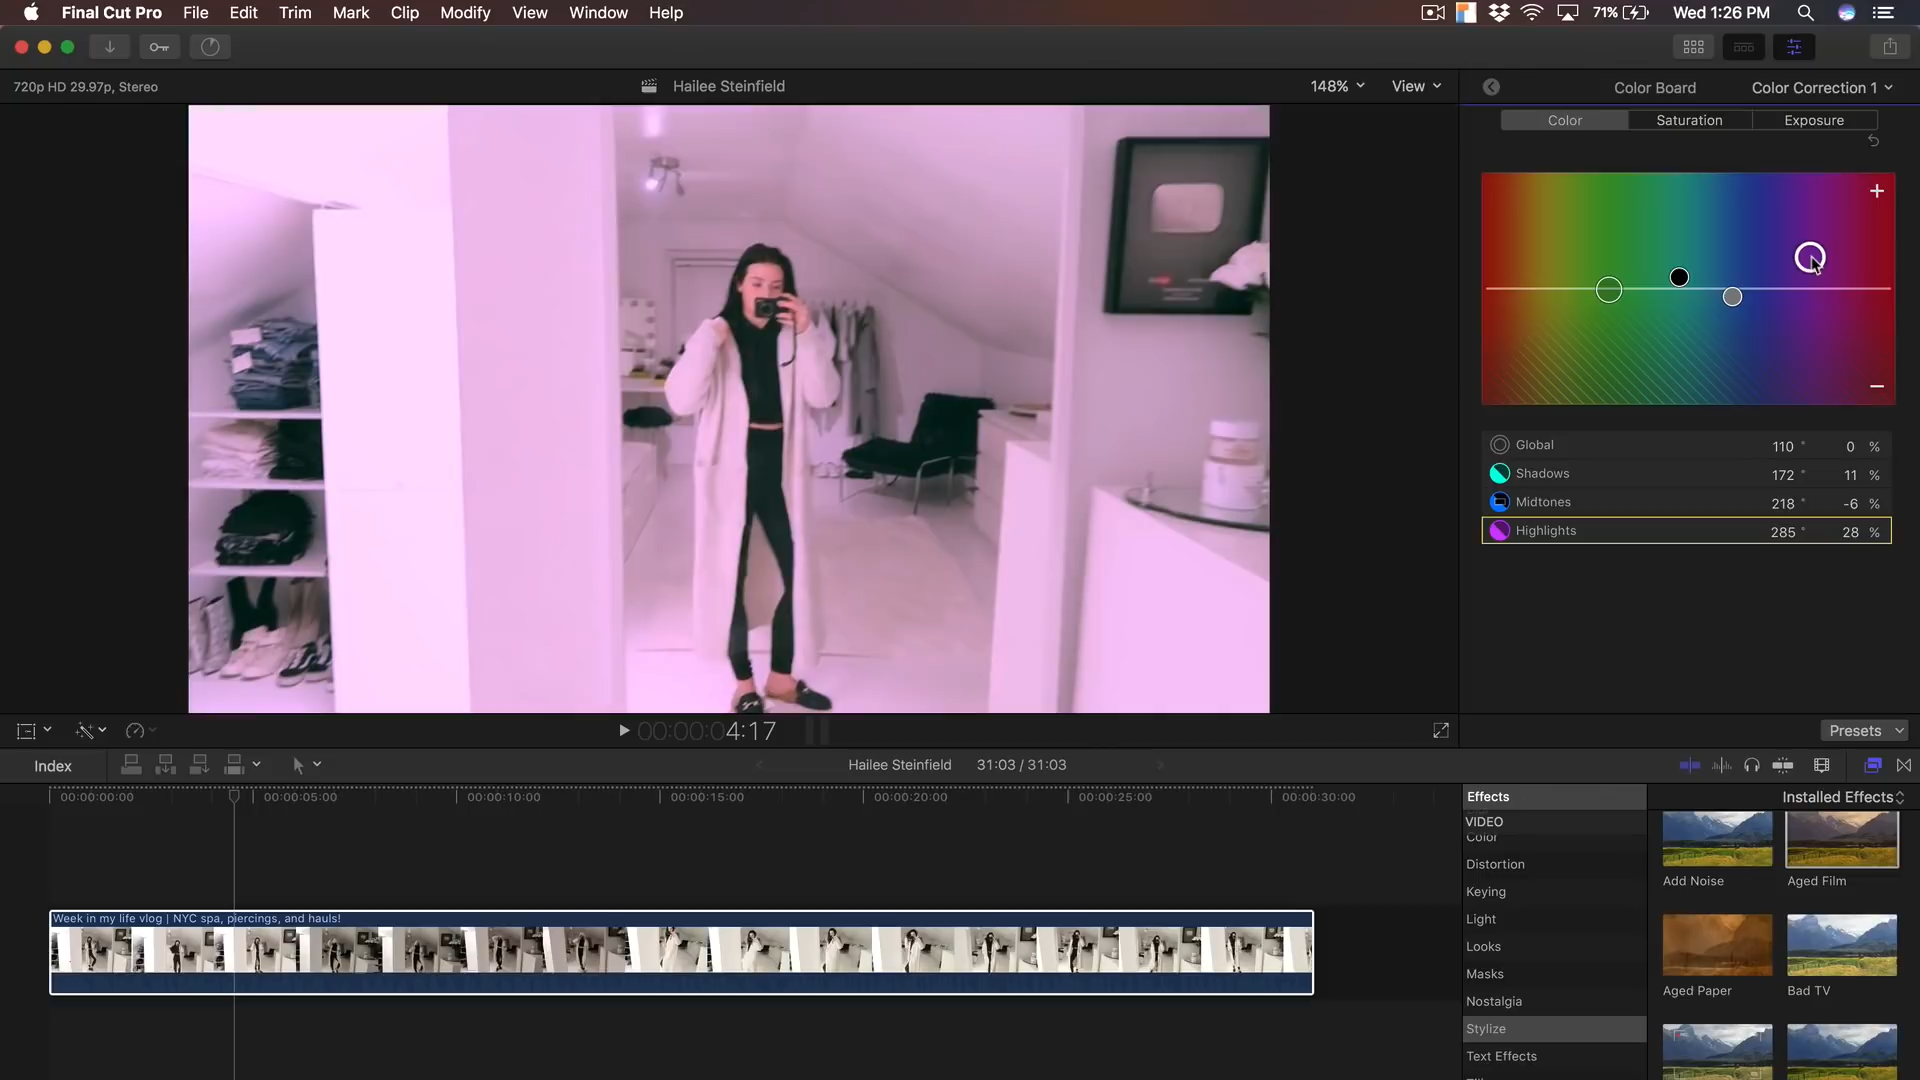 Final Cut Pro File Edit Trim Mark Clip Modify View Window Help 71% Wed 1:26 PM
720p HD 29.97p, Stereo Hailee Steinfield 148% View Color Board Color Correction 1
Color Saturation Exposure
Global 110 ° 0 %
Shadows 172 ° 11 %
Midtones 218 ° -6 %
Highlights 285 ° 28 %
00:00:04:17 Presets
Index Hailee Steinfield 31:03 / 31:03
00:00:00:00 00:00:05:00 00:00:10:00 00:00:15:00 00:00:20:00 00:00:25:00 00:00:30:00
Effects Installed Effects
VIDEO
Color
Distortion
Add Noise Aged Film
Keying
Light
Looks
Masks
Aged Paper Bad TV
Nostalgia
Stylize
Text Effects
Week in my life vlog | NYC spa, piercings, and hauls!